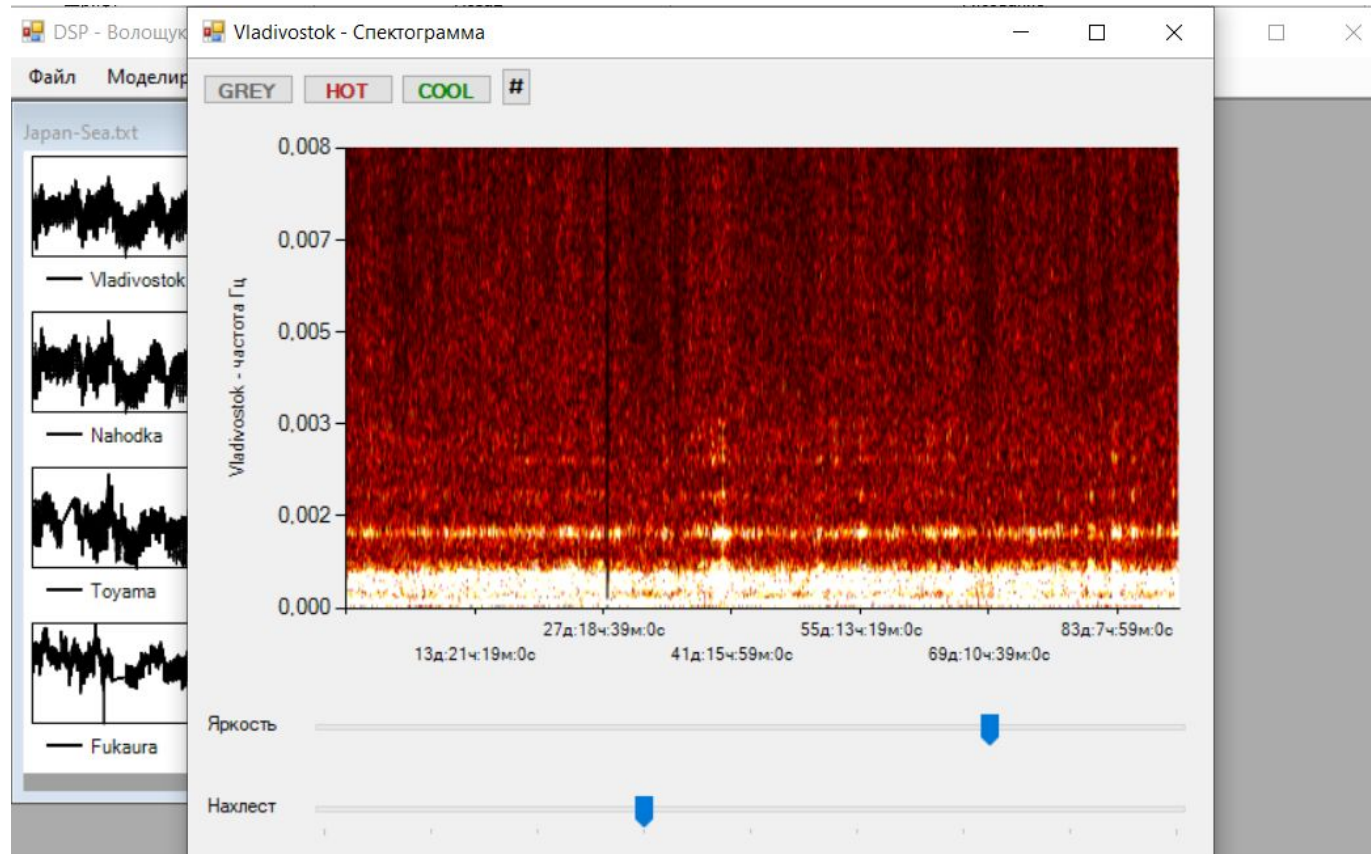 DSP - Волощук
Vladivostok - Спектограмма
Файл Моделир
GREY HOT COOL #
Japan-Sea.txt
Vladivostok
Nahodka
Toyama
Fukaura
Vladivostok - частота Гц
0,008
0,007
0,005
0,003
0,002
0,000
27д:18ч:39м:0с 55д:13ч:19м:0с 83д:7ч:59м:0с
13д:21ч:19м:0с 41д:15ч:59м:0с 69д:10ч:39м:0с
Яркость
Нахлест